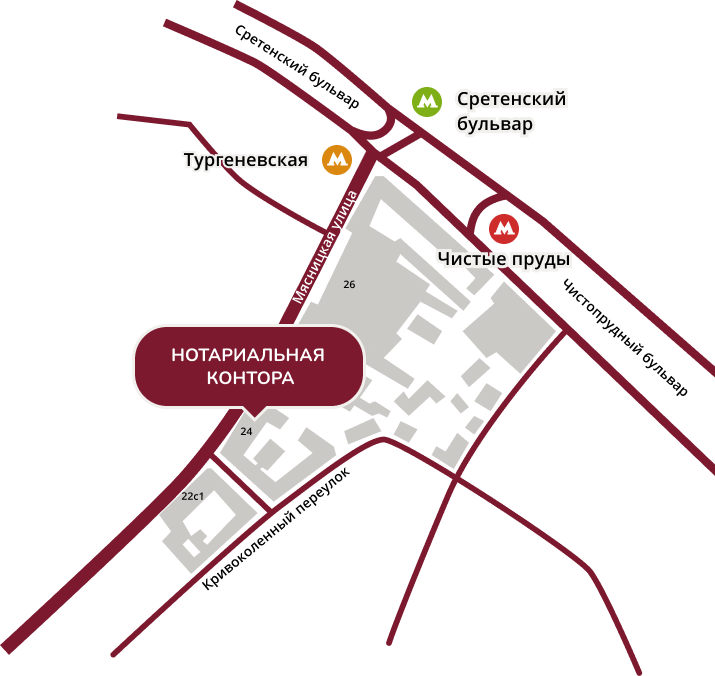 Сретенский бульвар
Сретенский
бульвар
Тургеневская
Мясницкая улица
Чистые пруды
26
Чистопрудный бульвар
НОТАРИАЛЬНАЯ
КОНТОРА
24
22с1
Кривоколенный переулок